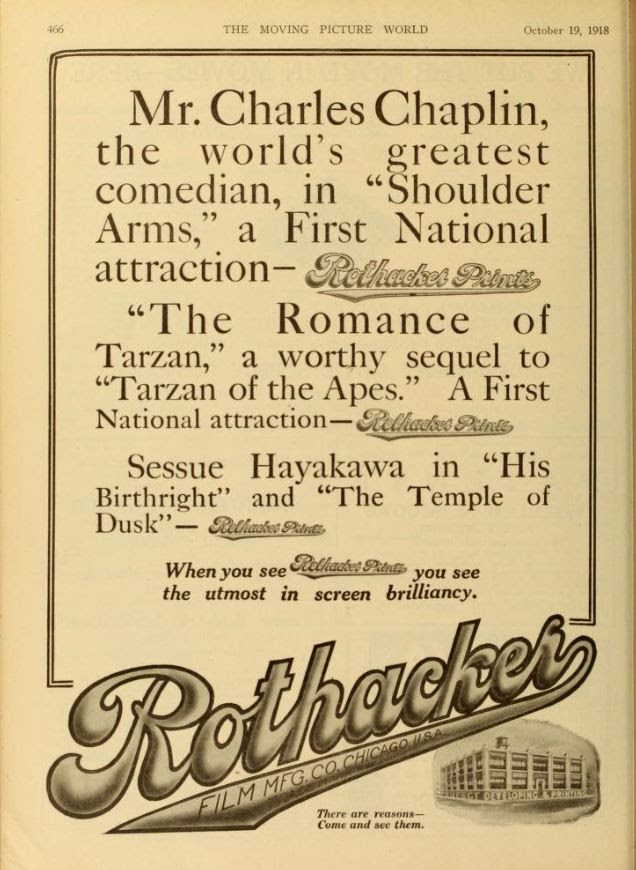 466
THE MOVING PICTURE WORLD
October 19, 1918
Mr. Charles Chaplin,
the world's greatest
comedian, in “Shoulder
Arms,” a First National
attraction— Rothacker Prints
“The Romance of
Tarzan,” a worthy sequel to
“Tarzan of the Apes.” A First
National attraction— Rothacker Prints
Sessue Hayakawa in “His
Birthright” and “The Temple of
Dusk”— Rothacker Prints
When you see Rothacker Prints you see
the utmost in screen brilliancy.
Rothacker
FILM MFG. CO. CHICAGO U.S.A.
PERFECT DEVELOPING & PRINTING
There are reasons—
Come and see them.